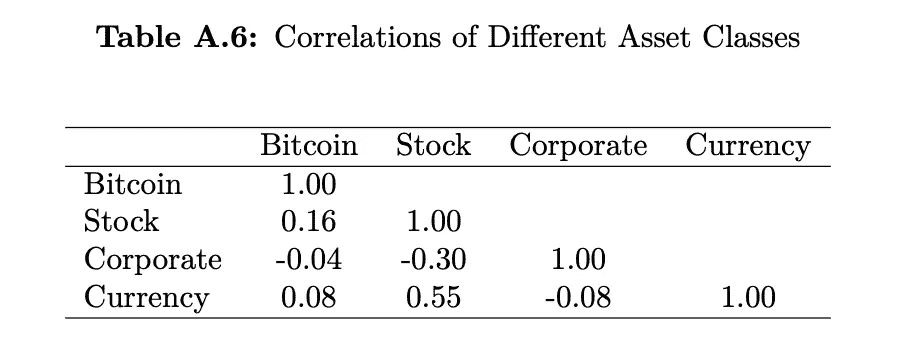 Table A.6: Correlations of Different Asset Classes
Bitcoin Stock Corporate Currency
Bitcoin 1.00
Stock 0.16 1.00
Corporate -0.04 -0.30 1.00
Currency 0.08 0.55 -0.08 1.00